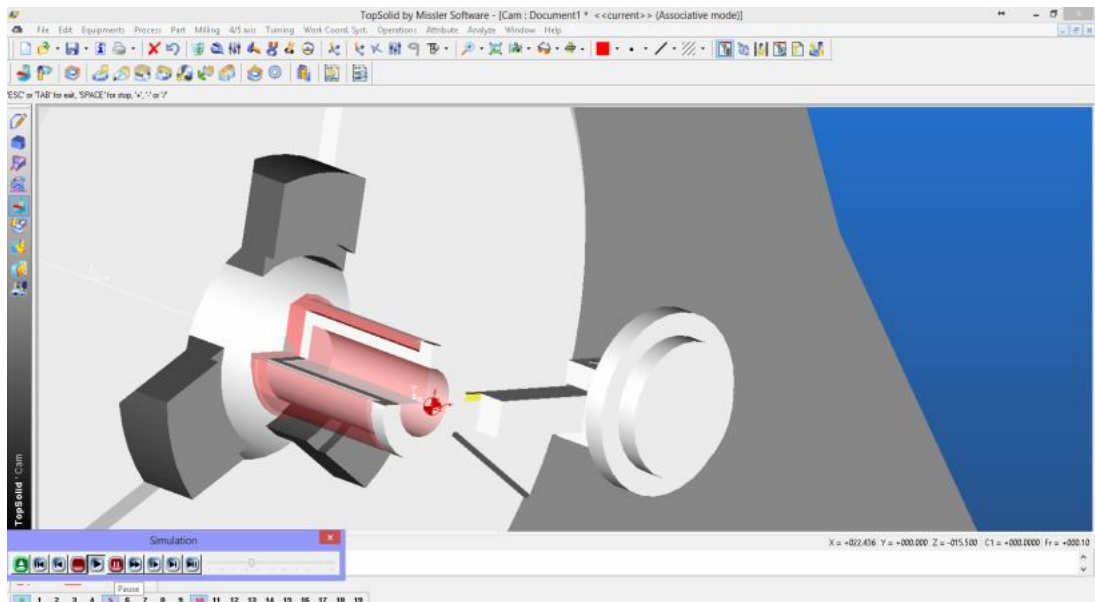 TopSolid by Missler Software - [Cam : Document1 * <<current>> (Associative mode)]
File Edit Equipments Process Part Milling 4/5 axis Turning Work Coord. Syst. Operations Attribute Analyze Window Help
'ESC' or 'TAB' for exit, 'SPACE' for stop, '+', '-' or '/'
TopSolid'Cam
Simulation
X = +022.436 Y = +000.000 Z = -015.500 C1 = +000.0000 Fr = +000.10
Pause
0 1 2 3 4 5 6 7 8 9 10 11 12 13 14 15 16 17 18 19